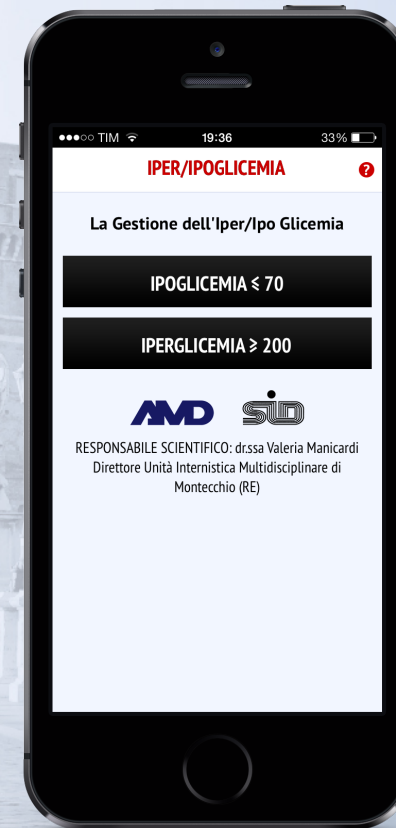 TIM 19:36 33%
IPER/IPOGLICEMIA ?
La Gestione dell'Iper/Ipo Glicemia
IPOGLICEMIA ≤ 70
IPERGLICEMIA ≥ 200
AMD SID
RESPONSABILE SCIENTIFICO: dr.ssa Valeria Manicardi
Direttore Unità Internistica Multidisciplinare di
Montecchio (RE)